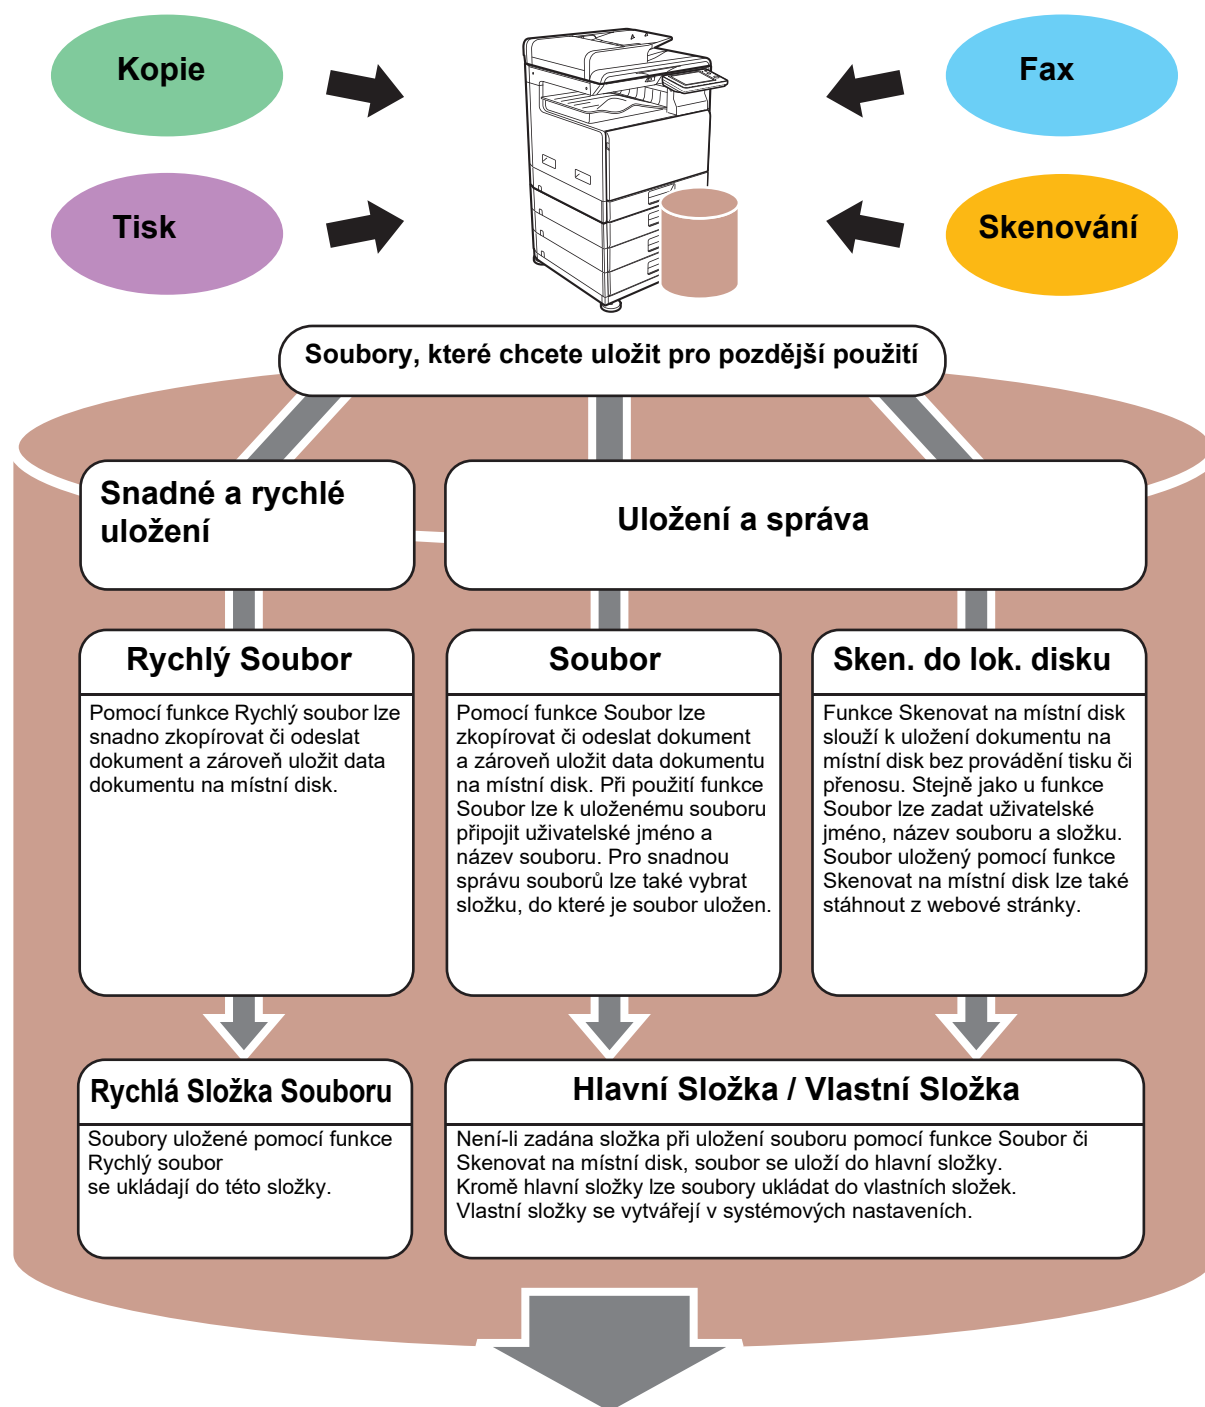 Kopie
Fax
Tisk
Skenování
Soubory, které chcete uložit pro pozdější použití
Snadné a rychlé
uložení
Uložení a správa
Rychlý Soubor
Pomocí funkce Rychlý soubor lze
snadno zkopírovat či odeslat
dokument a zároveň uložit data
dokumentu na místní disk.
Soubor
Pomocí funkce Soubor lze
zkopírovat či odeslat dokument
a zároveň uložit data dokumentu
na místní disk. Při použití funkce
Soubor lze k uloženému souboru
připojit uživatelské jméno a
název souboru. Pro snadnou
správu souborů lze také vybrat
složku, do které je soubor uložen.
Sken. do lok. disku
Funkce Skenovat na místní disk
slouží k uložení dokumentu na
místní disk bez provádění tisku či
přenosu. Stejně jako u funkce
Soubor lze zadat uživatelské
jméno, název souboru a složku.
Soubor uložený pomocí funkce
Skenovat na místní disk lze také
stáhnout z webové stránky.
Rychlá Složka Souboru
Soubory uložené pomocí funkce
Rychlý soubor
se ukládají do této složky.
Hlavní Složka / Vlastní Složka
Není-li zadána složka při uložení souboru pomocí funkce Soubor či
Skenovat na místní disk, soubor se uloží do hlavní složky.
Kromě hlavní složky lze soubory ukládat do vlastních složek.
Vlastní složky se vytvářejí v systémových nastaveních.